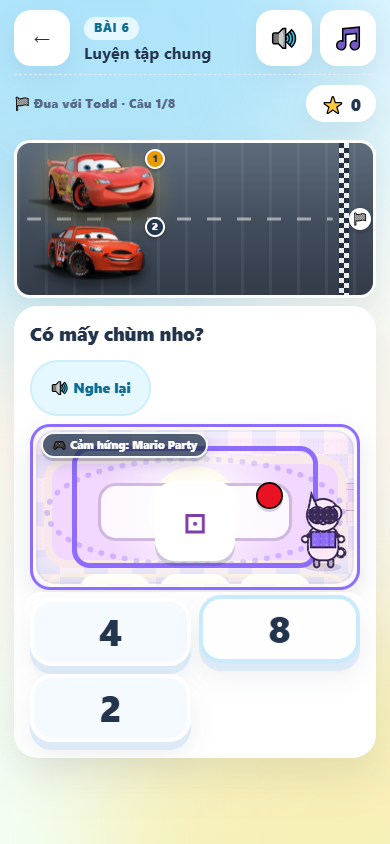 BÀI 6
Luyện tập chung
Đua với Todd · Câu 1/8
0
1
2
Có mấy chùm nho?
Nghe lại
Cảm hứng: Mario Party
4
8
2